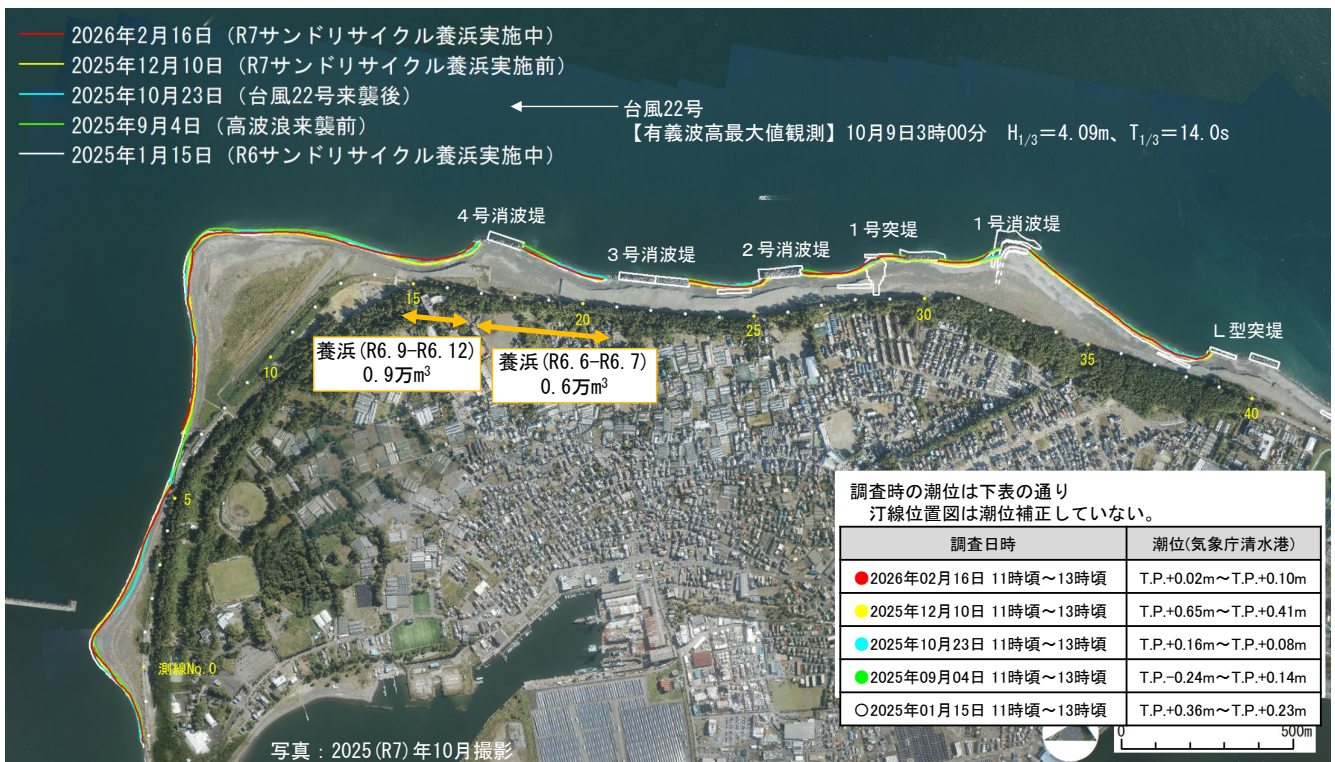 2026年2月16日（R7サンドリサイクル養浜実施中）
2025年12月10日（R7サンドリサイクル養浜実施前）
2025年10月23日（台風22号来襲後）
2025年9月4日（高波浪来襲前）
2025年1月15日（R6サンドリサイクル養浜実施中）
台風22号
【有義波高最大値観測】10月9日3時00分　H1/3＝4.09m、T1/3＝14.0s
４号消波堤
３号消波堤
２号消波堤
１号突堤
１号消波堤
Ｌ型突堤
15
20
25
30
35
40
10
5
測線No.0
養浜(R6.9-R6.12)
0.9万m³
養浜(R6.6-R6.7)
0.6万m³
調査時の潮位は下表の通り
汀線位置図は潮位補正していない。
調査日時　潮位(気象庁清水港)
●2026年02月16日 11時頃～13時頃　T.P.+0.02m～T.P.+0.10m
●2025年12月10日 11時頃～13時頃　T.P.+0.65m～T.P.+0.41m
●2025年10月23日 11時頃～13時頃　T.P.+0.16m～T.P.+0.08m
●2025年09月04日 11時頃～13時頃　T.P.-0.24m～T.P.+0.14m
○2025年01月15日 11時頃～13時頃　T.P.+0.36m～T.P.+0.23m
0
500m
写真：2025(R7)年10月撮影